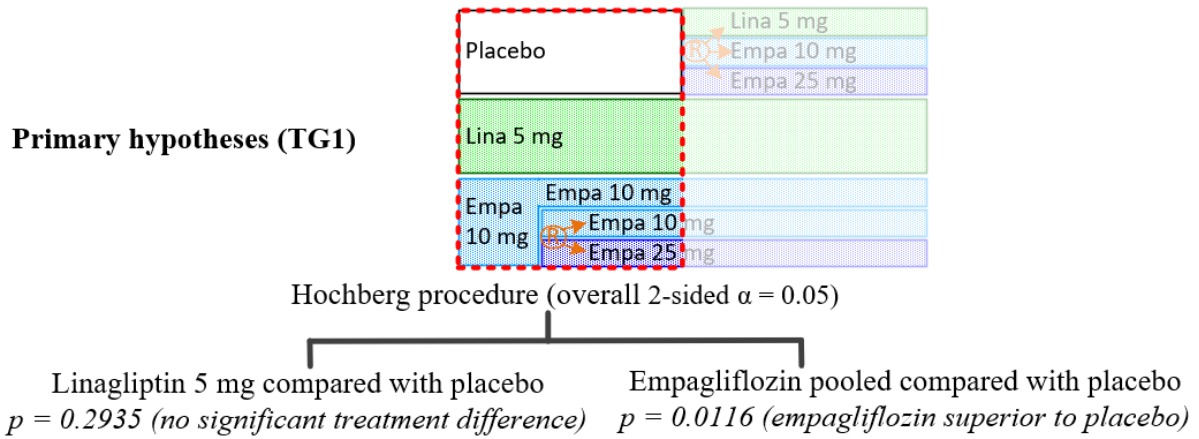 Lina 5 mg
Placebo
R
Empa 10 mg
Empa 25 mg
Primary hypotheses (TG1)
Lina 5 mg
Empa 10 mg
Empa
10 mg
R
Empa 10 mg
Empa 25 mg
Hochberg procedure (overall 2-sided α = 0.05)
Linagliptin 5 mg compared with placebo
p = 0.2935 (no significant treatment difference)
Empagliflozin pooled compared with placebo
p = 0.0116 (empagliflozin superior to placebo)